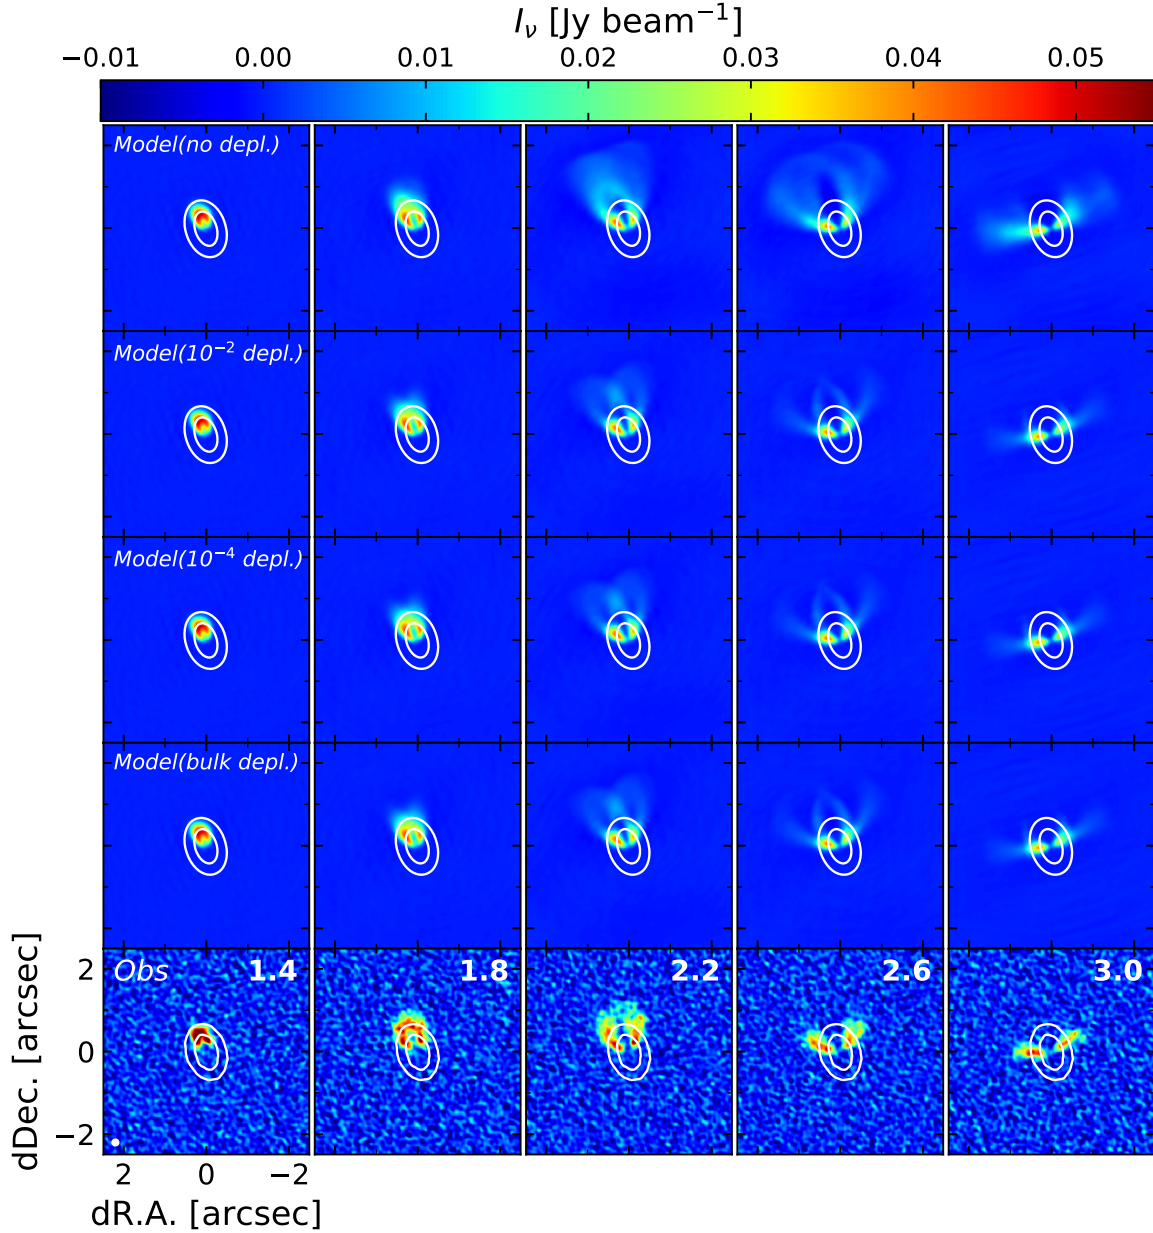 I_ν [Jy beam⁻¹]
−0.01 0.00 0.01 0.02 0.03 0.04 0.05
Model(no depl.)
Model(10⁻² depl.)
Model(10⁻⁴ depl.)
Model(bulk depl.)
Obs 1.4 1.8 2.2 2.6 3.0
2
0
−2
dDec. [arcsec]
2 0 −2
dR.A. [arcsec]